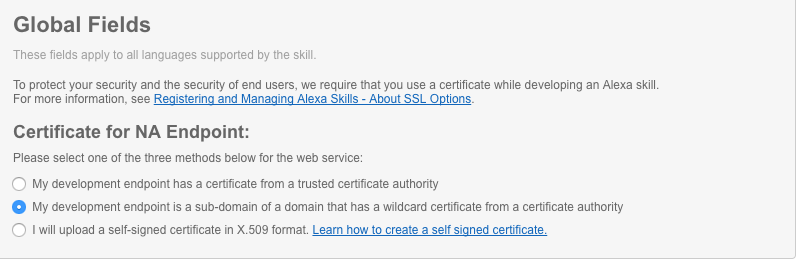 Global Fields
These fields apply to all languages supported by the skill.
To protect your security and the security of end users, we require that you use a certificate while developing an Alexa skill.
For more information, see Registering and Managing Alexa Skills - About SSL Options.
Certificate for NA Endpoint:
Please select one of the three methods below for the web service:
My development endpoint has a certificate from a trusted certificate authority
My development endpoint is a sub-domain of a domain that has a wildcard certificate from a certificate authority
I will upload a self-signed certificate in X.509 format. Learn how to create a self signed certificate.